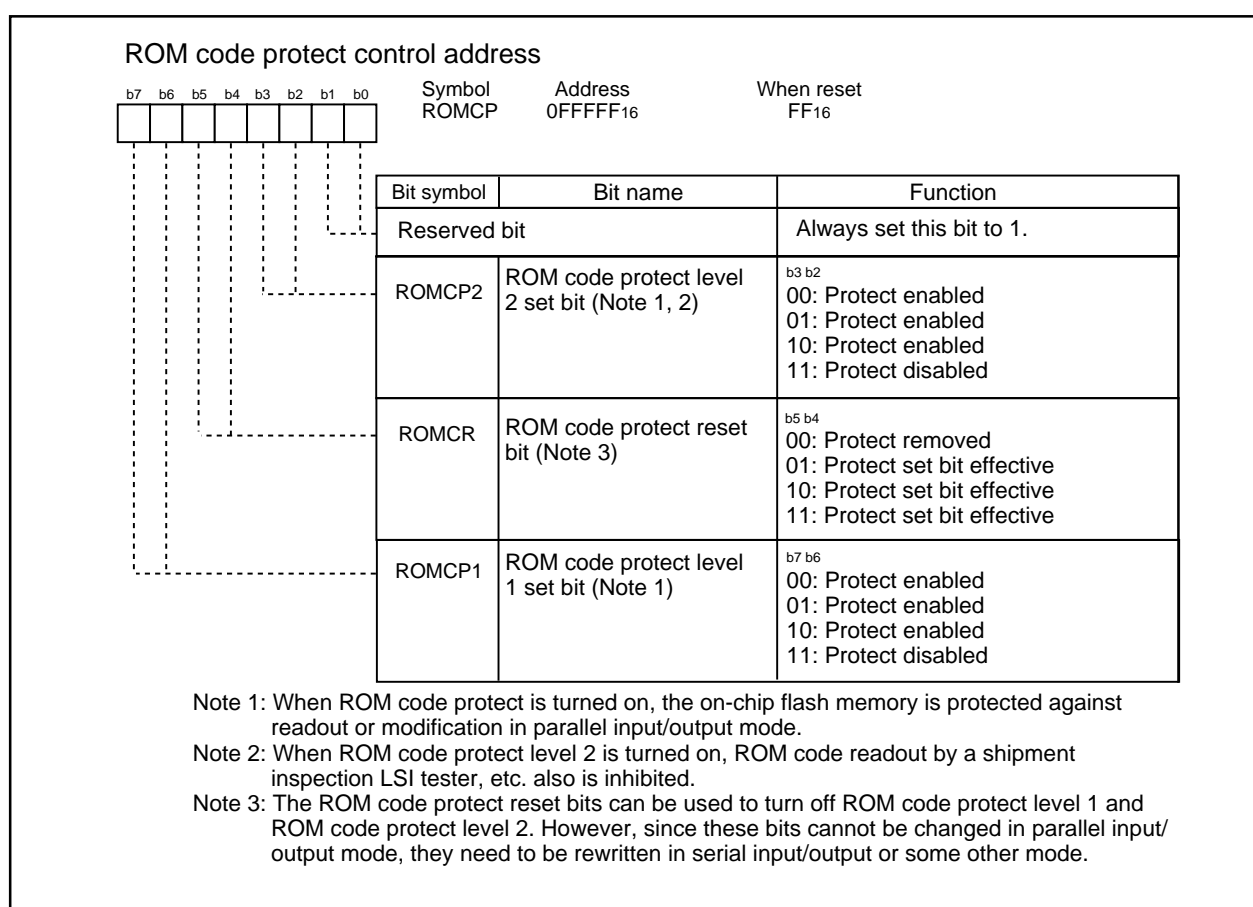 ROM code protect control address
b7 b6 b5 b4 b3 b2 b1 b0
Symbol Address When reset
ROMCP 0FFFFF16 FF16
Bit symbol Bit name Function
Reserved bit Always set this bit to 1.
ROMCP2
ROM code protect level
2 set bit (Note 1, 2)
b3 b2
00: Protect enabled
01: Protect enabled
10: Protect enabled
11: Protect disabled
ROMCR
ROM code protect reset
bit (Note 3)
b5 b4
00: Protect removed
01: Protect set bit effective
10: Protect set bit effective
11: Protect set bit effective
ROMCP1
ROM code protect level
1 set bit (Note 1)
b7 b6
00: Protect enabled
01: Protect enabled
10: Protect enabled
11: Protect disabled
Note 1: When ROM code protect is turned on, the on-chip flash memory is protected against
readout or modification in parallel input/output mode.
Note 2: When ROM code protect level 2 is turned on, ROM code readout by a shipment
inspection LSI tester, etc. also is inhibited.
Note 3: The ROM code protect reset bits can be used to turn off ROM code protect level 1 and
ROM code protect level 2. However, since these bits cannot be changed in parallel input/
output mode, they need to be rewritten in serial input/output or some other mode.